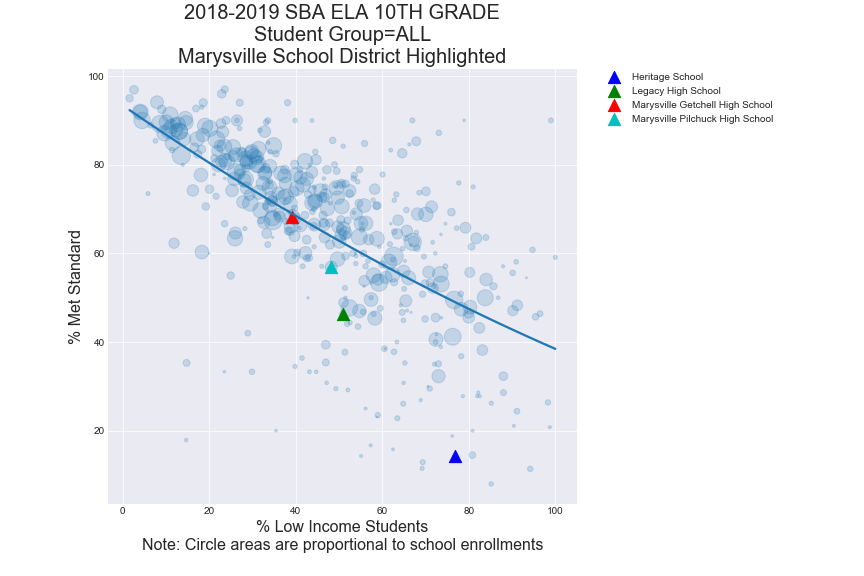 2018-2019 SBA ELA 10TH GRADE
Student Group=ALL
Marysville School District Highlighted
Heritage School
Legacy High School
Marysville Getchell High School
Marysville Pilchuck High School
% Met Standard
100
80
60
40
20
0 20 40 60 80 100
% Low Income Students
Note: Circle areas are proportional to school enrollments